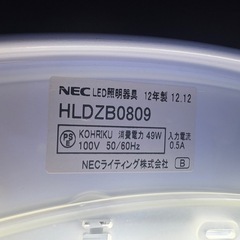 NEC LED照明器具 12年製 12.12
HLDZB0809
PS E KOHRIKU 消費電力 49W 入力電流
100V 50/60Hz 0.5A
NECライティング株式会社 B